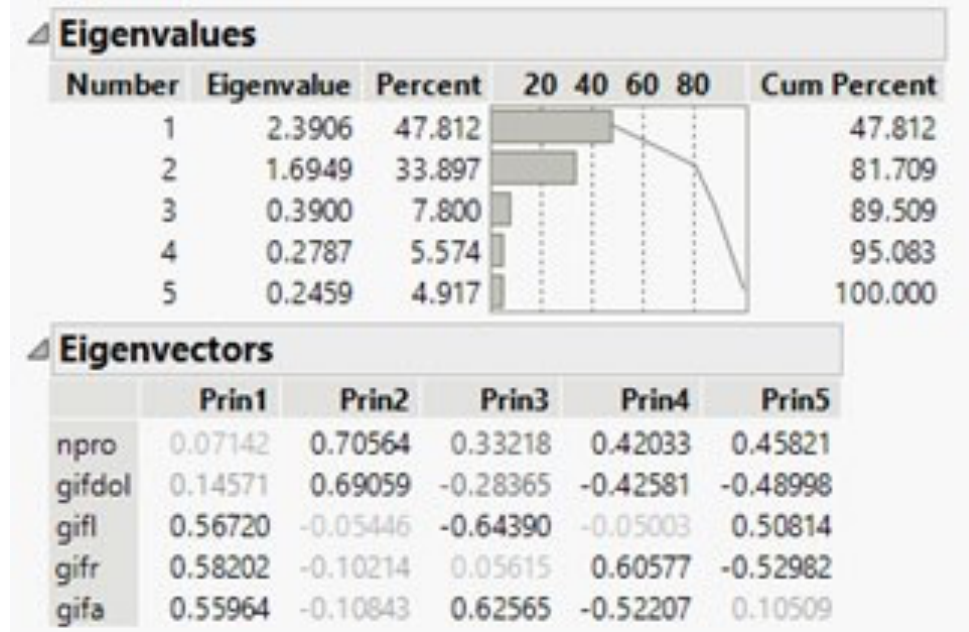 Eigenvalues
Number Eigenvalue Percent 20 40 60 80 Cum Percent
1 2.3906 47.812 47.812
2 1.6949 33.897 81.709
3 0.3900 7.800 89.509
4 0.2787 5.574 95.083
5 0.2459 4.917 100.000
Eigenvectors
Prin1 Prin2 Prin3 Prin4 Prin5
npro 0.07142 0.70564 0.33218 0.42033 0.45821
gifdol 0.14571 0.69059 -0.28365 -0.42581 -0.48998
gifl 0.56720 -0.05446 -0.64390 -0.05003 0.50814
gifr 0.58202 -0.10214 0.05615 0.60577 -0.52982
gifa 0.55964 -0.10843 0.62565 -0.52207 0.10509